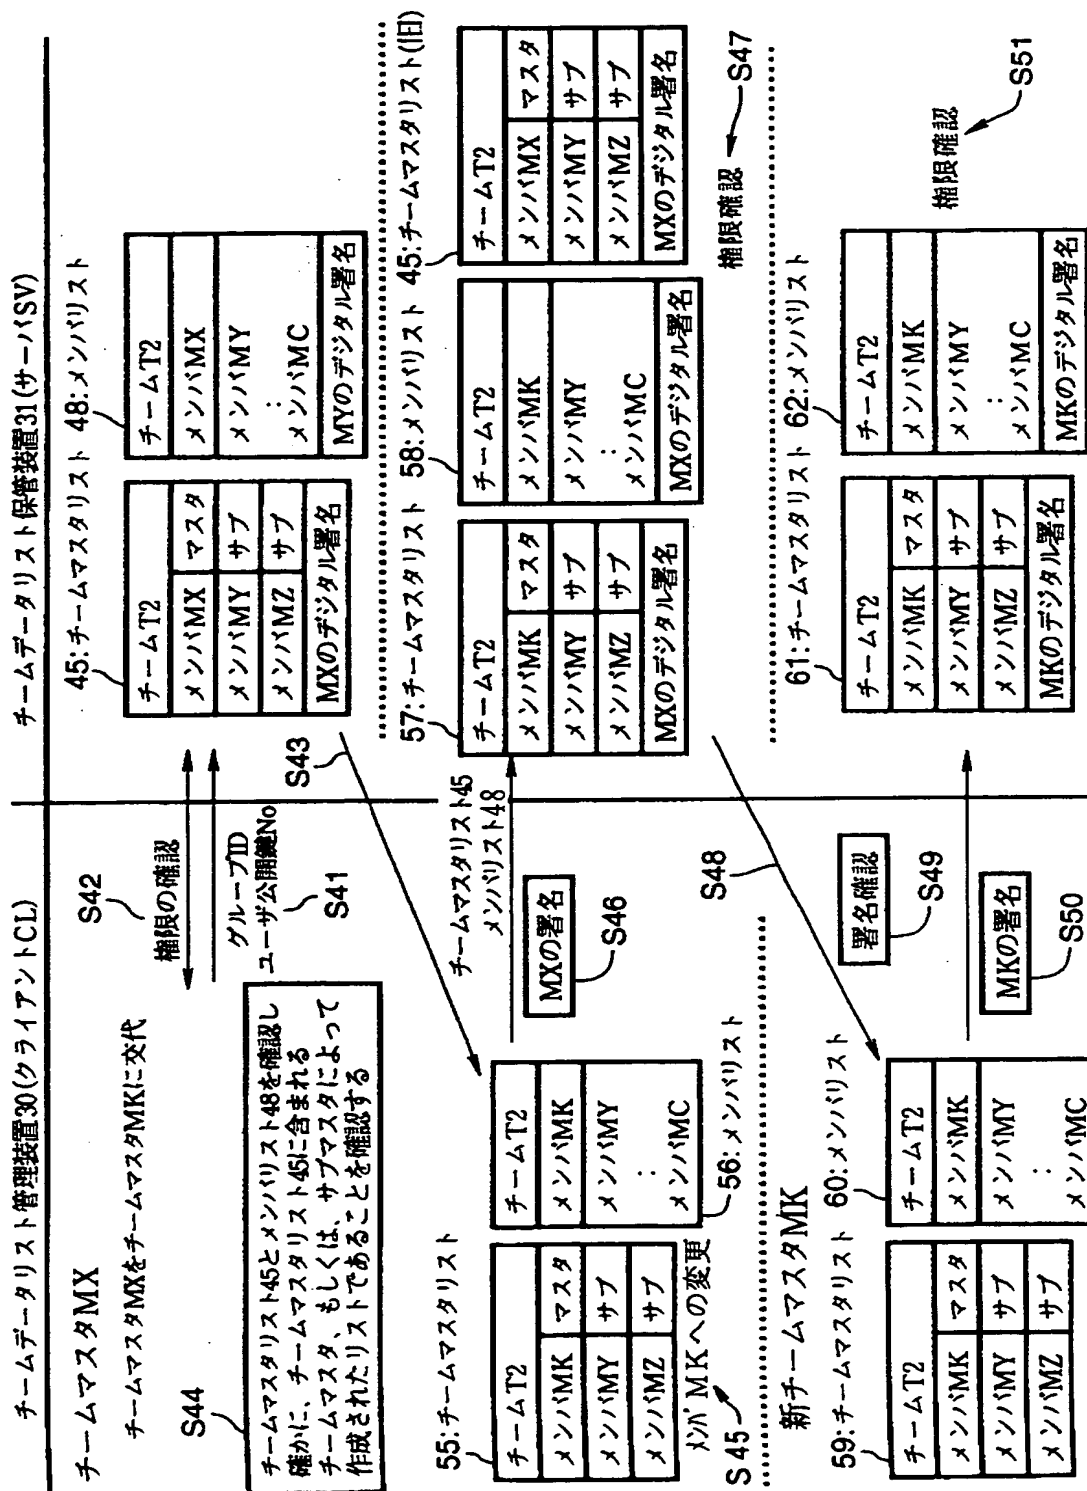 チームデータリスト管理装置30(クライアントCL)
チームデータリスト保管装置31(サーバSV)
チームマスタMX
チームマスタMXをチームマスタMKに交代
S42
権限の確認
グループID
ユーザ公開鍵No
S41
45:チームマスタリスト
チームT2
メンバMX マスタ
メンバMY サブ
メンバMZ サブ
MXのデジタル署名
48:メンバリスト
チームT2
メンバMX
メンバMY
:
メンバMC
MYのデジタル署名
S43
S44
チームマスタリスト45とメンバリスト48を確認し
確かに、チームマスタリスト45に含まれる
チームマスタ、もしくは、サブマスタによって
作成されたリストであることを確認する
55:チームマスタリスト
チームT2
メンバMK マスタ
メンバMY サブ
メンバMZ サブ
メンバMKへの変更
S45
チームT2
メンバMK
メンバMY
:
メンバMC
56:メンバリスト
チームマスタリスト45
メンバリスト48
MXの署名
S46
57:チームマスタリスト
チームT2
メンバMK マスタ
メンバMY サブ
メンバMZ サブ
MXのデジタル署名
58:メンバリスト
チームT2
メンバMK
メンバMY
:
メンバMC
MXのデジタル署名
45:チームマスタリスト(旧)
チームT2
メンバMX マスタ
メンバMY サブ
メンバMZ サブ
MXのデジタル署名
権限確認
S47
S48
新チームマスタMK
59:チームマスタリスト
チームT2
メンバMK マスタ
メンバMY サブ
メンバMZ サブ
60:メンバリスト
チームT2
メンバMK
メンバMY
:
メンバMC
署名確認
S49
MKの署名
S50
61:チームマスタリスト
チームT2
メンバMK マスタ
メンバMY サブ
メンバMZ サブ
MKのデジタル署名
62:メンバリスト
チームT2
メンバMK
メンバMY
:
メンバMC
MKのデジタル署名
権限確認
S51